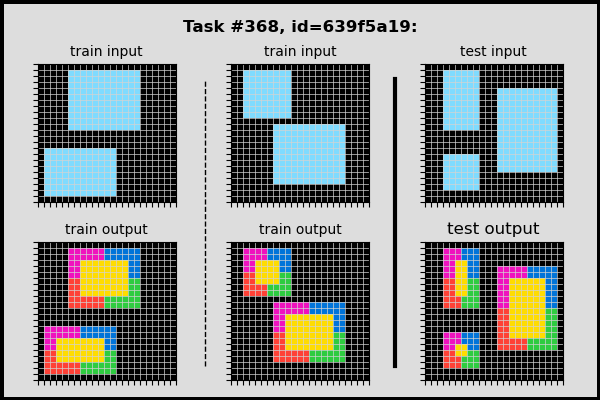 Task #368, id=639f5a19:
train input
train input
test input
train output
train output
test output